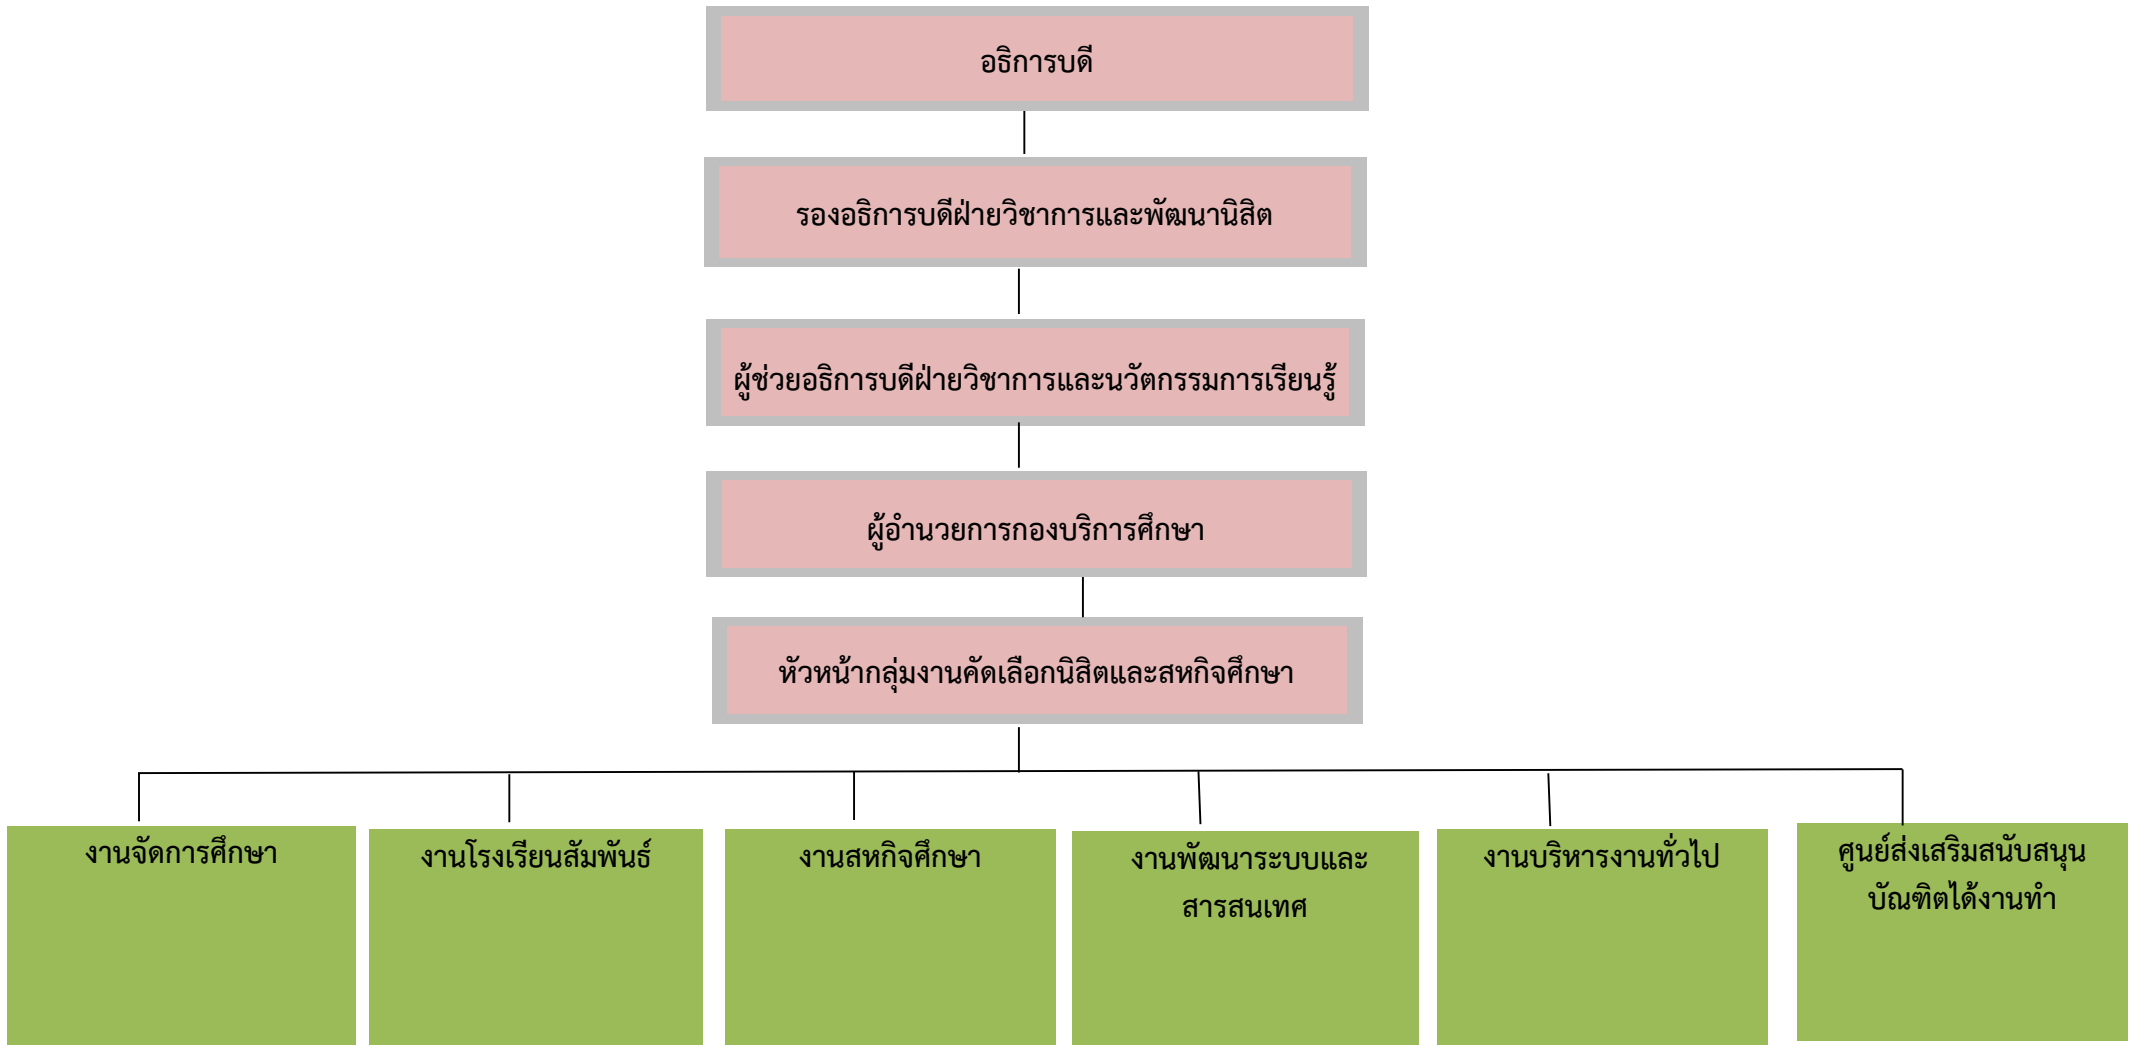 อธิการบดี
รองอธิการบดีฝ่ายวิชาการและพัฒนานิสิต
ผู้ช่วยอธิการบดีฝ่ายวิชาการและนวัตกรรมการเรียนรู้
ผู้อำนวยการกองบริการศึกษา
หัวหน้ากลุ่มงานคัดเลือกนิสิตและสหกิจศึกษา
งานจัดการศึกษา
งานโรงเรียนสัมพันธ์
งานสหกิจศึกษา
งานพัฒนาระบบและ
สารสนเทศ
งานบริหารงานทั่วไป
ศูนย์ส่งเสริมสนับสนุน
บัณฑิตได้งานทำ